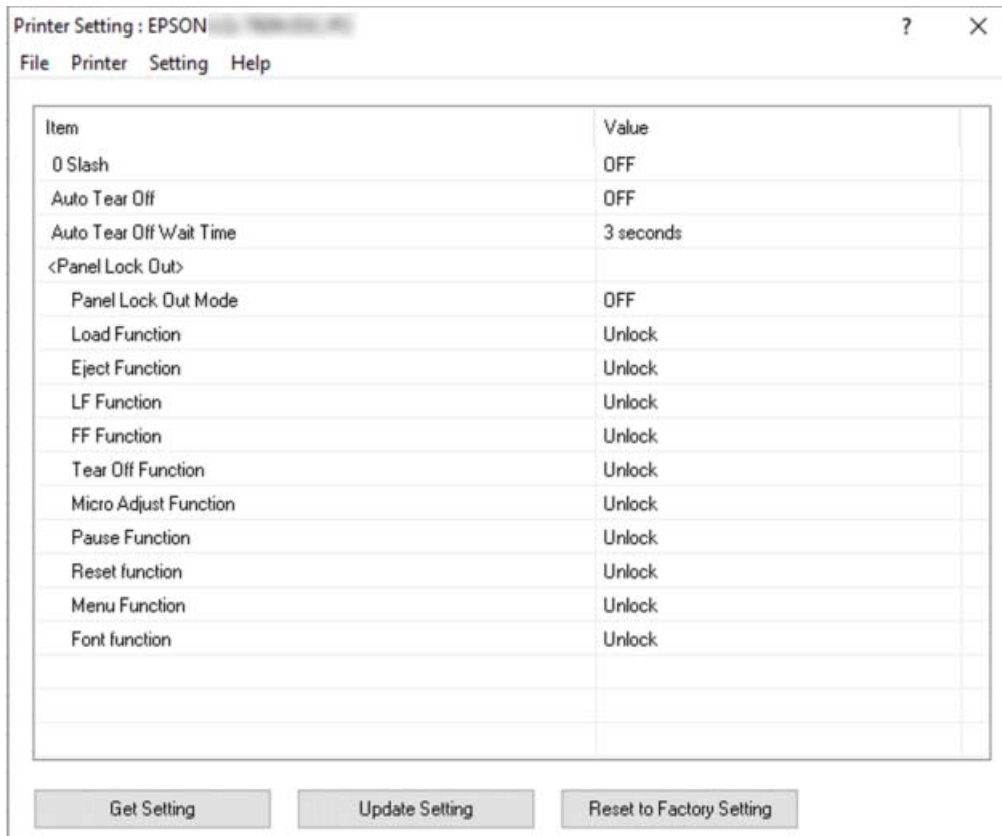 Printer Setting : EPSON
?
File Printer Setting Help
Item Value
0 Slash OFF
Auto Tear Off OFF
Auto Tear Off Wait Time 3 seconds
<Panel Lock Out>
Panel Lock Out Mode OFF
Load Function Unlock
Eject Function Unlock
LF Function Unlock
FF Function Unlock
Tear Off Function Unlock
Micro Adjust Function Unlock
Pause Function Unlock
Reset function Unlock
Menu Function Unlock
Font function Unlock
Get Setting Update Setting Reset to Factory Setting